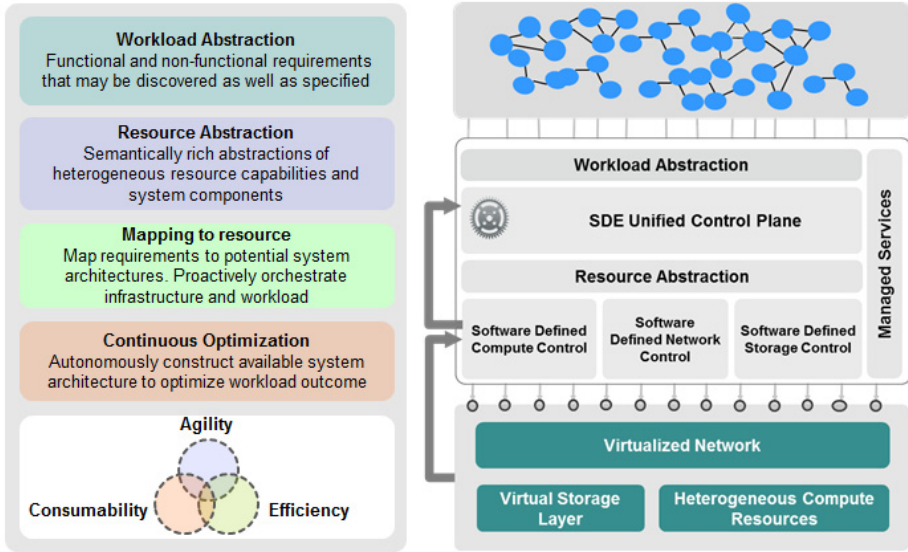 Workload Abstraction
Functional and non-functional requirements
that may be discovered as well as specified
Resource Abstraction
Semantically rich abstractions of
heterogeneous resource capabilities and
system components
Mapping to resource
Map requirements to potential system
architectures. Proactively orchestrate
infrastructure and workload
Continuous Optimization
Autonomously construct available system
architecture to optimize workload outcome
Agility
Consumability
Efficiency
Workload Abstraction
SDE Unified Control Plane
Resource Abstraction
Software Defined
Compute Control
Software
Defined Network
Control
Software Defined
Storage Control
Managed Services
Virtualized Network
Virtual Storage
Layer
Heterogeneous Compute
Resources